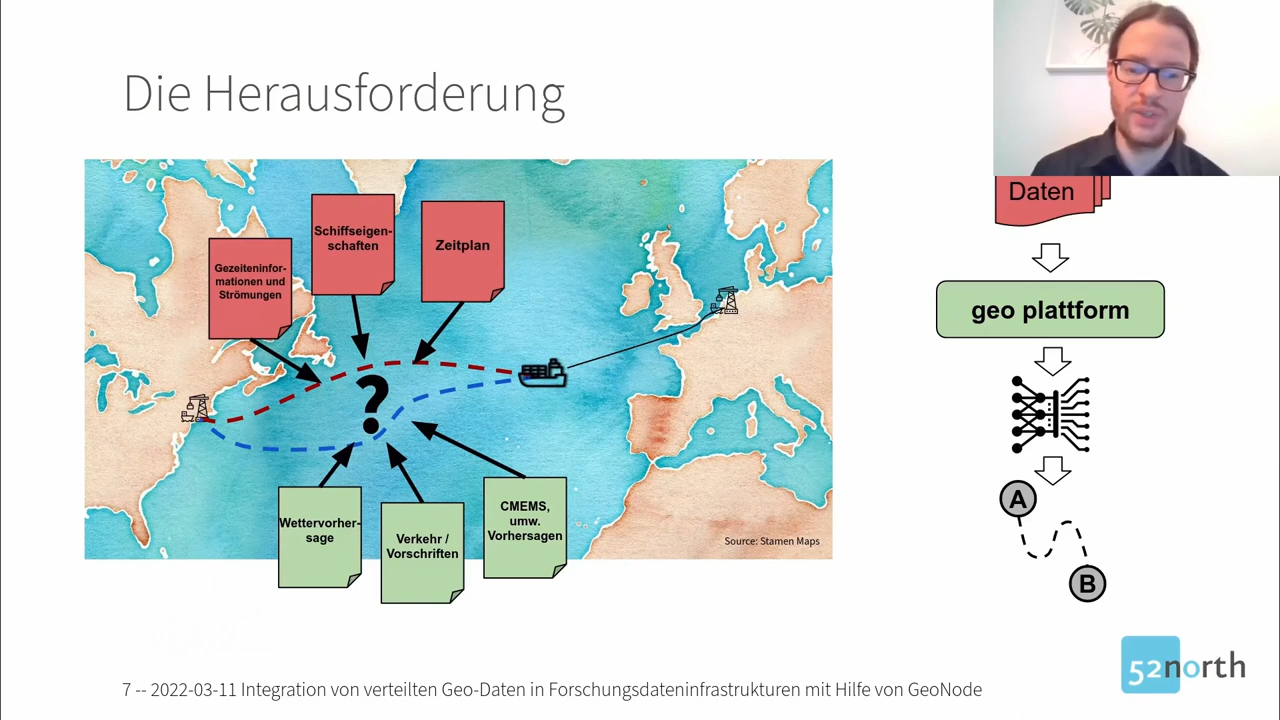 Die Herausforderung
Schiffseigen-
schaften
Zeitplan
Gezeiteninfor-
mationen und
Strömungen
?
Wettervorher-
sage
Verkehr /
Vorschriften
CMEMS,
umw.
Vorhersagen
Source: Stamen Maps
Daten
geo plattform
A
B
52north
7 -- 2022-03-11 Integration von verteilten Geo-Daten in Forschungsdateninfrastrukturen mit Hilfe von GeoNode